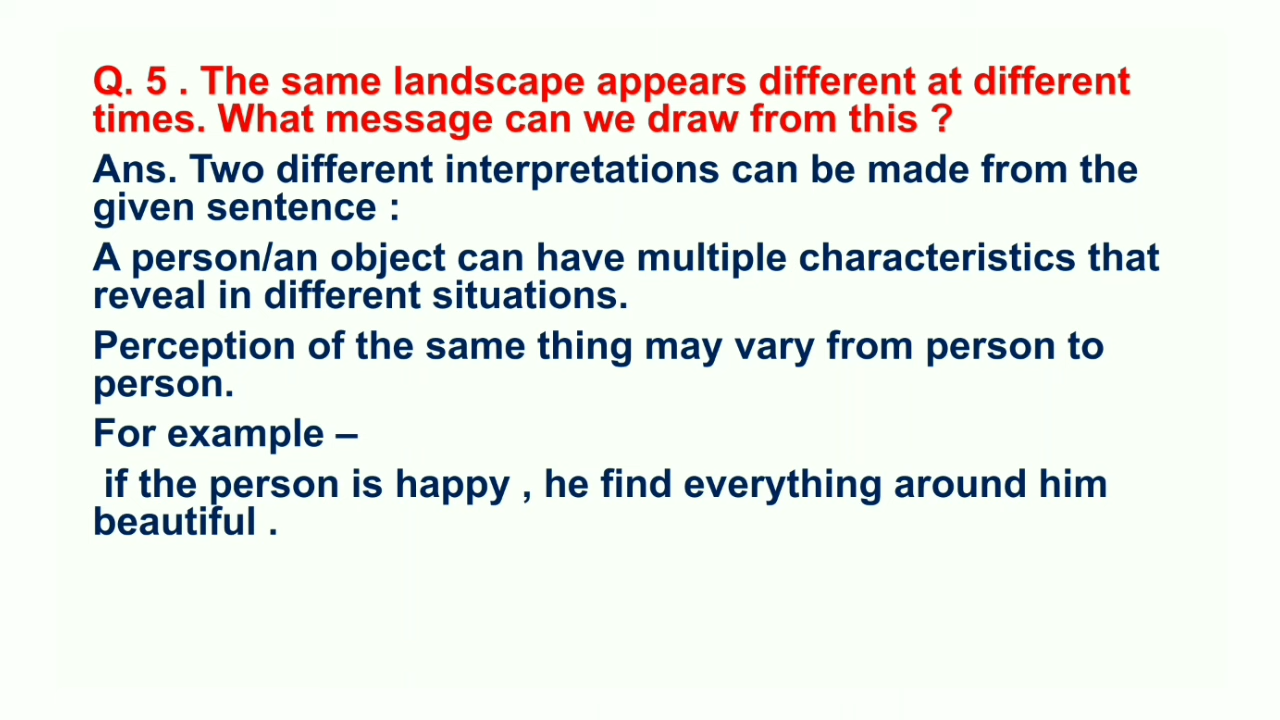 Q. 5 . The same landscape appears different at different
times. What message can we draw from this ?
Ans. Two different interpretations can be made from the
given sentence :
A person/an object can have multiple characteristics that
reveal in different situations.
Perception of the same thing may vary from person to
person.
For example –
if the person is happy , he find everything around him
beautiful .